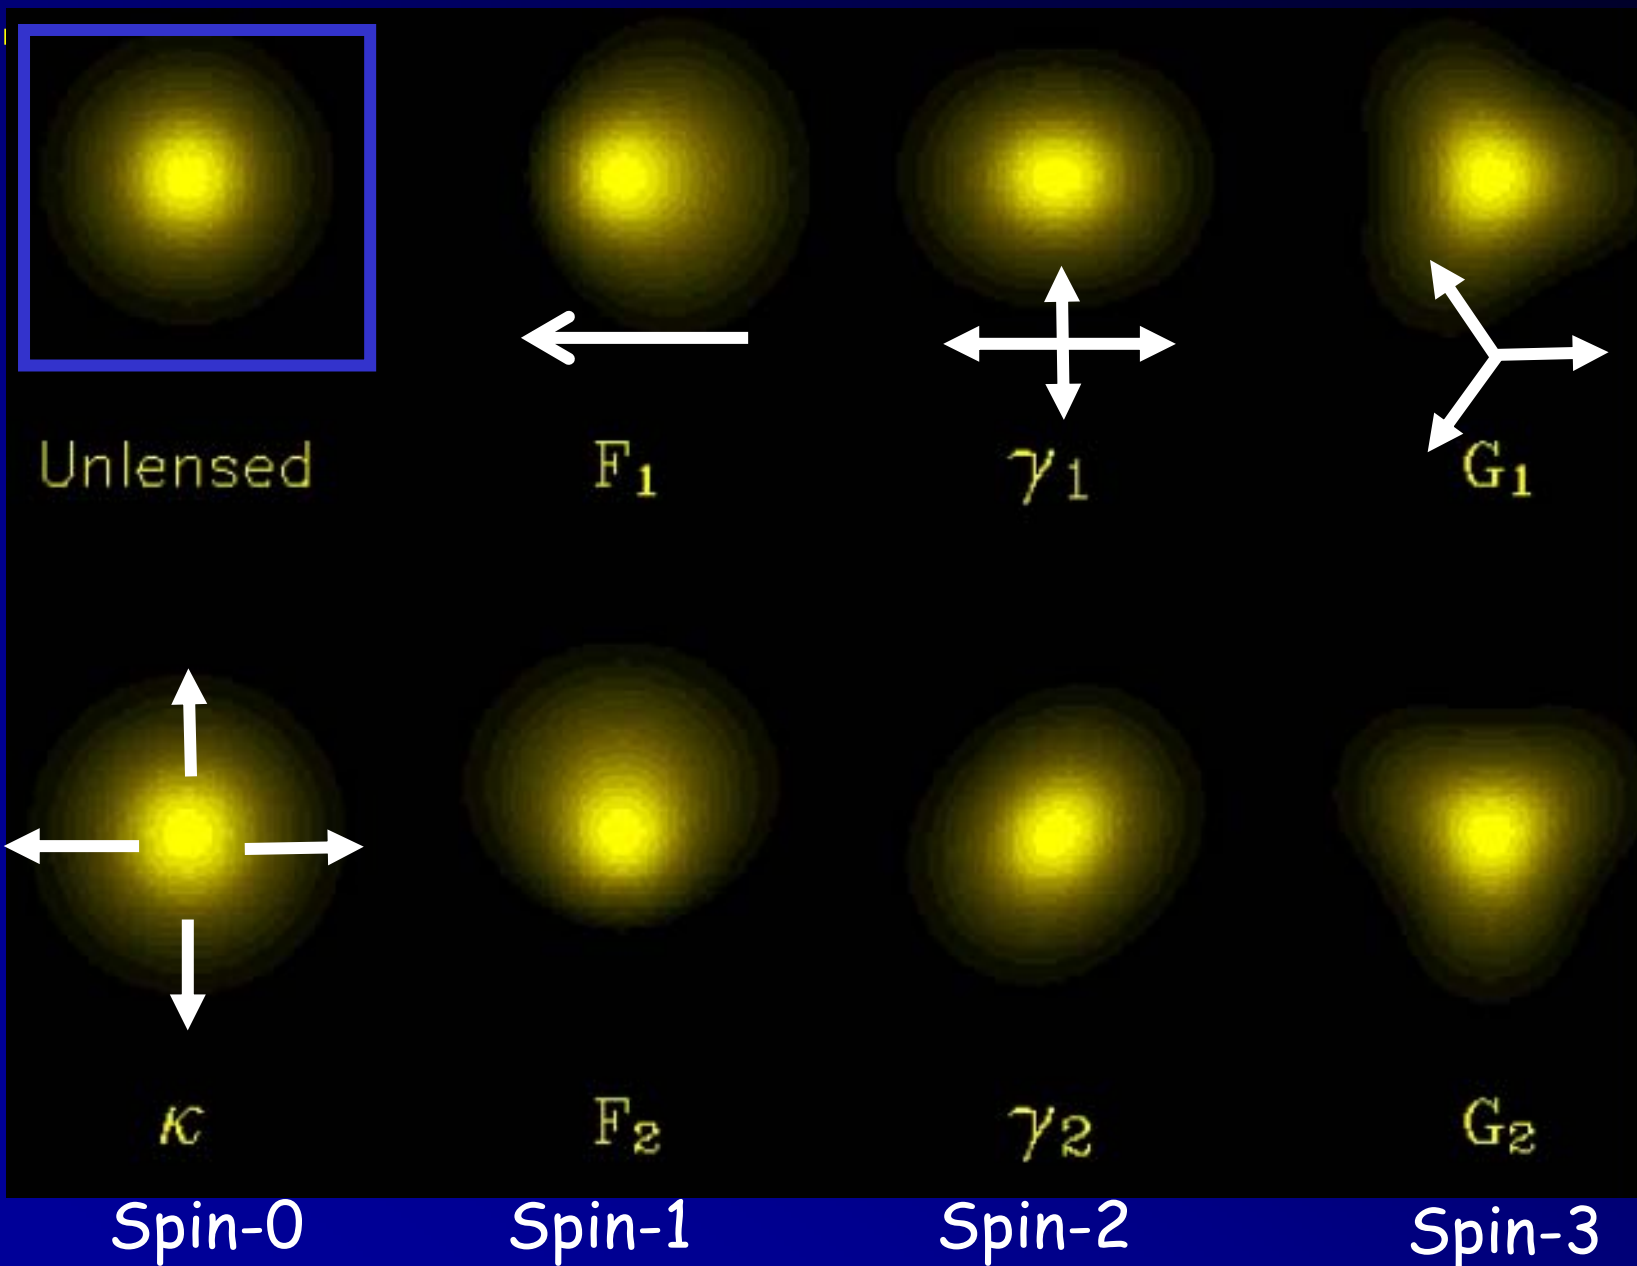 Unlensed F₁ γ₁ G₁
κ F₂ γ₂ G₂
Spin-0 Spin-1 Spin-2 Spin-3